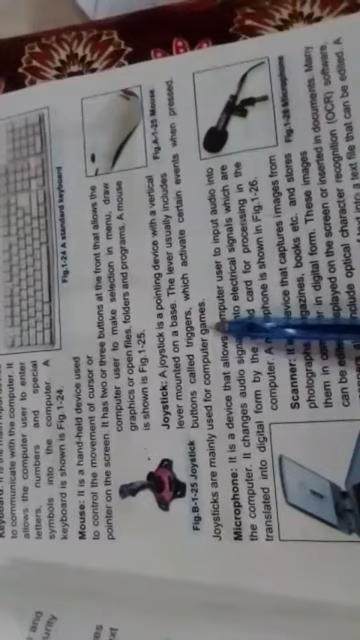 to communicate with the computer. It
allows the computer user to enter
letters, numbers and special
symbols into the computer. A
keyboard is shown in Fig.1-24.
Fig.1-24 A standard keyboard
Mouse: It is a hand-held device used
to control the movement of cursor or
pointer on the screen. It has two or three buttons at the front that allows the
computer user to make selection in menu, draw
graphics or open files, folders and programs. A mouse
is shown in Fig.1-25.
Fig.A-1-25 Mouse
Joystick: A joystick is a pointing device with a vertical
lever mounted on a base. The lever usually includes
buttons called triggers, which activate certain events when pressed.
Fig.B-1-25 Joystick
Joysticks are mainly used for computer games.
Microphone: It is a device that allows computer user to input audio into
the computer. It changes audio signals into electrical signals which are
translated into digital form by the card for processing in the
computer. A phone is shown in Fig.1-26.
Fig.1-26 Microphone
Scanner: It device that captures images from
photographs, magazines, books etc. and stores
them in in digital form. These images
can be displayed on the screen or inserted in documents. Many
include optical character recognition (OCR) software,
into a text file that can be edited. A
and